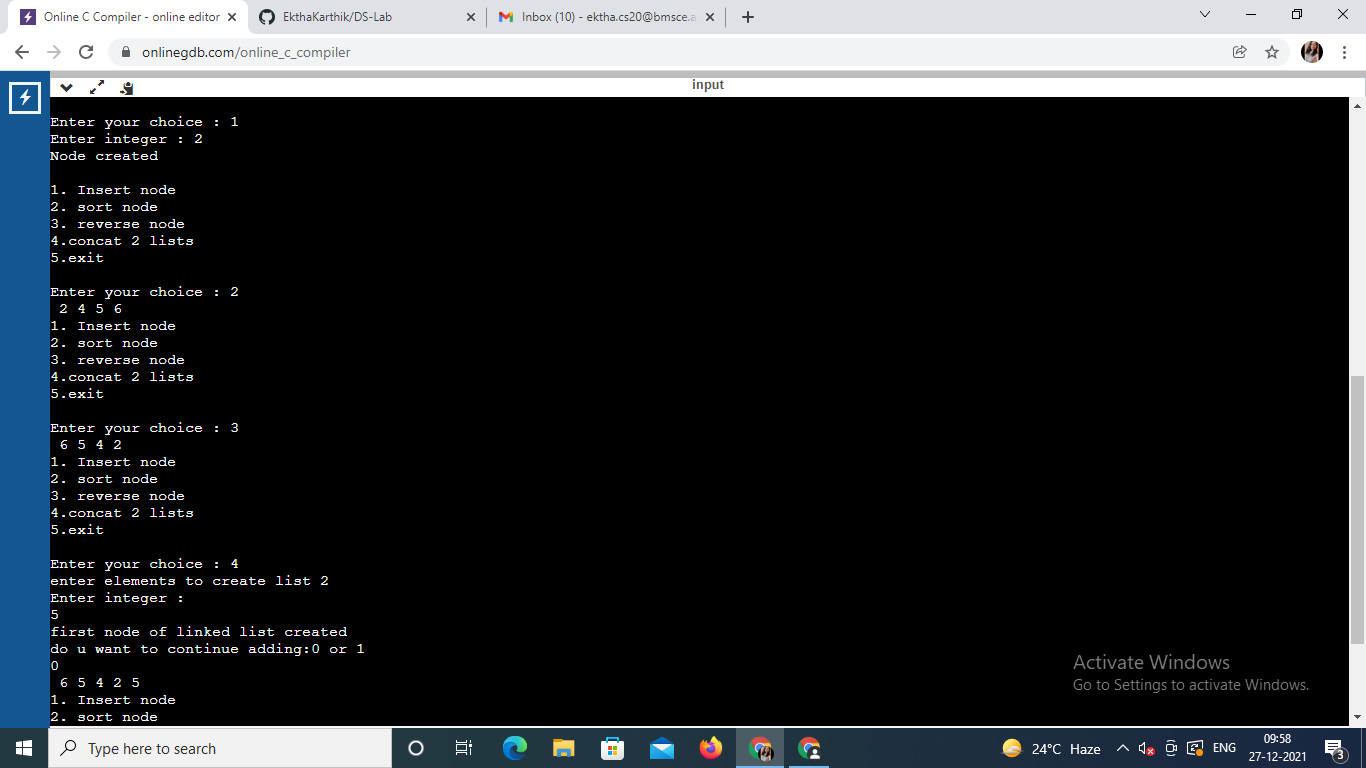 Online C Compiler - online editor
EkthaKarthik/DS-Lab
Inbox (10) - ektha.cs20@bmsce.a
onlinegdb.com/online_c_compiler
input
Enter your choice : 1
Enter integer : 2
Node created
1. Insert node
2. sort node
3. reverse node
4.concat 2 lists
5.exit
Enter your choice : 2
2 4 5 6
1. Insert node
2. sort node
3. reverse node
4.concat 2 lists
5.exit
Enter your choice : 3
6 5 4 2
1. Insert node
2. sort node
3. reverse node
4.concat 2 lists
5.exit
Enter your choice : 4
enter elements to create list 2
Enter integer :
5
first node of linked list created
do u want to continue adding:0 or 1
0
6 5 4 2 5
1. Insert node
2. sort node
Activate Windows
Go to Settings to activate Windows.
Type here to search
24°C Haze
ENG
09:58
27-12-2021
3